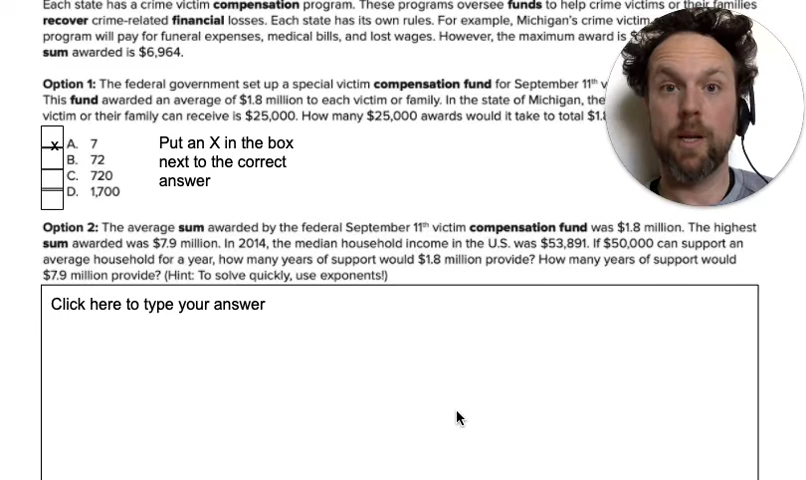 Each state has a crime victim compensation program. These programs oversee funds to help crime victims or their families
recover crime-related financial losses. Each state has its own rules. For example, Michigan's crime victim
program will pay for funeral expenses, medical bills, and lost wages. However, the maximum award is
sum awarded is $6,964.
Option 1: The federal government set up a special victim compensation fund for September 11th
This fund awarded an average of $1.8 million to each victim or family. In the state of Michigan, the
victim or their family can receive is $25,000. How many $25,000 awards would it take to total
X A. 7
B. 72
C. 720
D. 1,700
Put an X in the box
next to the correct
answer
Option 2: The average sum awarded by the federal September 11th victim compensation fund was $1.8 million. The highest
sum awarded was $7.9 million. In 2014, the median household income in the U.S. was $53,891. If $50,000 can support an
average household for a year, how many years of support would $1.8 million provide? How many years of support would
$7.9 million provide? (Hint: To solve quickly, use exponents!)
Click here to type your answer